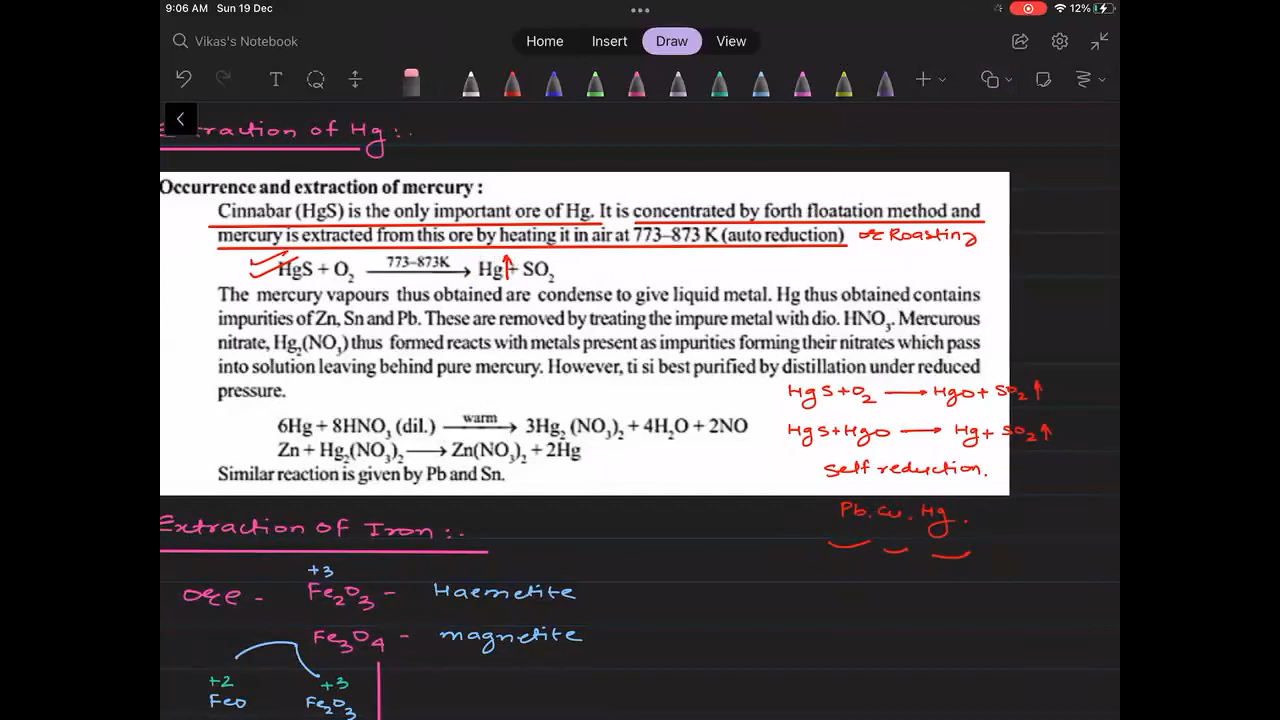 9:06 AM Sun 19 Dec
12%
Vikas's Notebook
Home Insert Draw View
traction of Hg:.
Occurrence and extraction of mercury :
Cinnabar (HgS) is the only important ore of Hg. It is concentrated by forth floatation method and
mercury is extracted from this ore by heating it in air at 773–873 K (auto reduction) or Roasting
HgS + O₂ 773–873K → Hg↑ + SO₂
The mercury vapours thus obtained are condense to give liquid metal. Hg thus obtained contains
impurities of Zn, Sn and Pb. These are removed by treating the impure metal with dio. HNO₃. Mercurous
nitrate, Hg₂(NO₃) thus formed reacts with metals present as impurities forming their nitrates which pass
into solution leaving behind pure mercury. However, ti si best purified by distillation under reduced
pressure.
HgS+O₂ → HgO+ SO₂↑
6Hg + 8HNO₃ (dil.) warm → 3Hg₂ (NO₃)₂ + 4H₂O + 2NO
HgS+HgO → Hg+ SO₂↑
Zn + Hg₂(NO₃)₂ → Zn(NO₃)₂ + 2Hg
Self reduction.
Similar reaction is given by Pb and Sn.
Pb. Cu. Hg.
Extraction of Iron:.
+3
Ore - Fe₂O₃ - Haemetite
Fe₃O₄ - magnetite
+2 +3
FeO Fe₂O₃